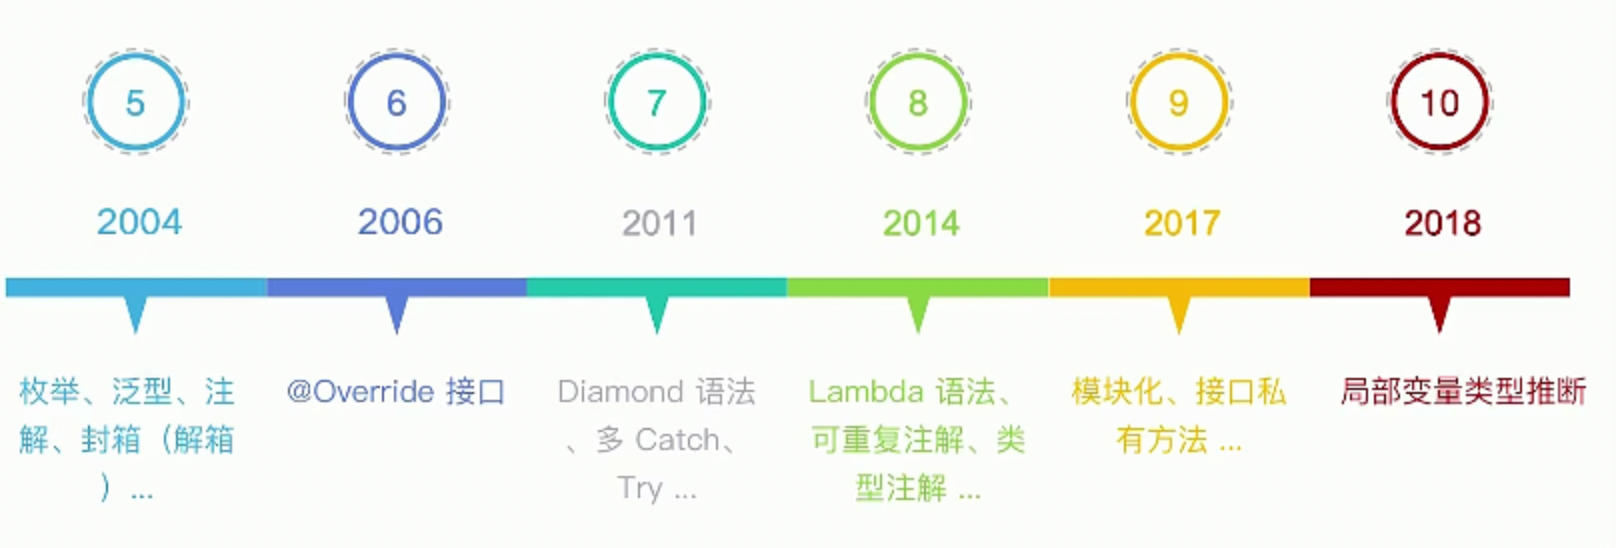 5
6
7
8
9
10
2004
2006
2011
2014
2017
2018
枚举、泛型、注
解、封箱（解箱
）...
@Override 接口
Diamond 语法
、多 Catch、
Try ...
Lambda 语法、
可重复注解、类
型注解 ...
模块化、接口私
有方法 ...
局部变量类型推断